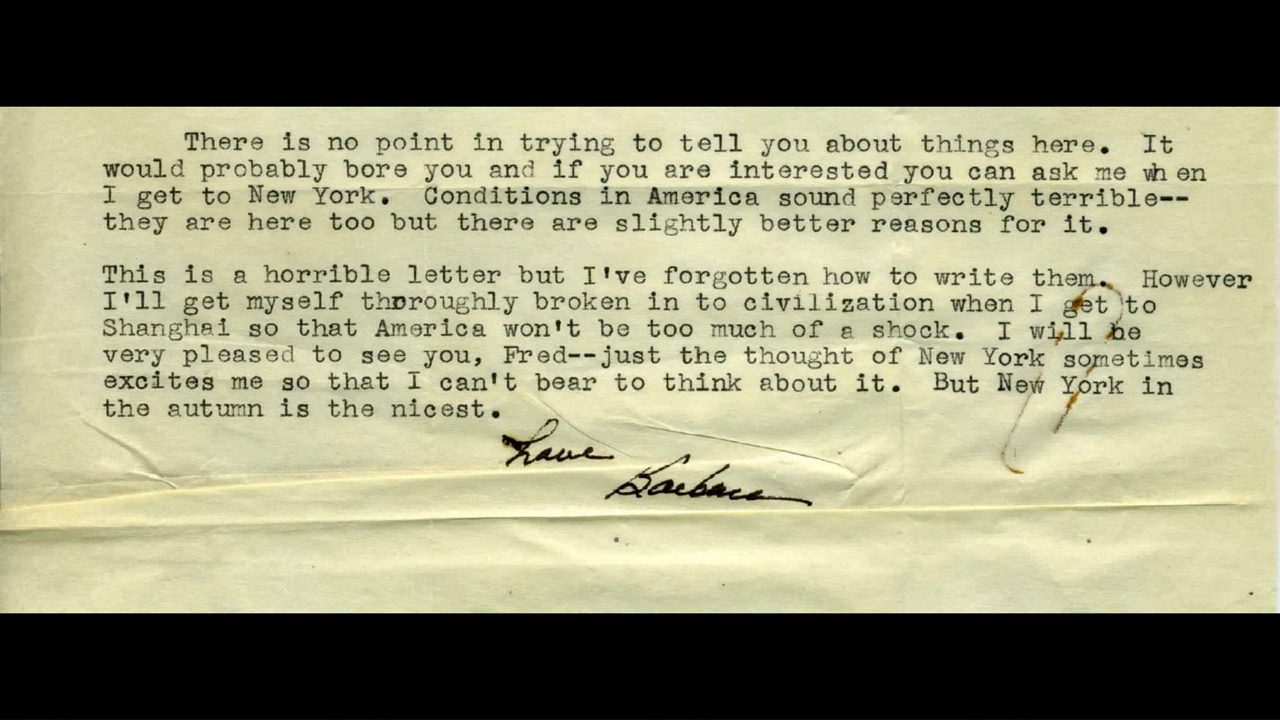 There is no point in trying to tell you about things here. It
would probably bore you and if you are interested you can ask me when
I get to New York. Conditions in America sound perfectly terrible--
they are here too but there are slightly better reasons for it.
This is a horrible letter but I've forgotten how to write them. However
I'll get myself thoroughly broken in to civilization when I get to
Shanghai so that America won't be too much of a shock. I will be
very pleased to see you, Fred--just the thought of New York sometimes
excites me so that I can't bear to think about it. But New York in
the autumn is the nicest.
Love
Barbara